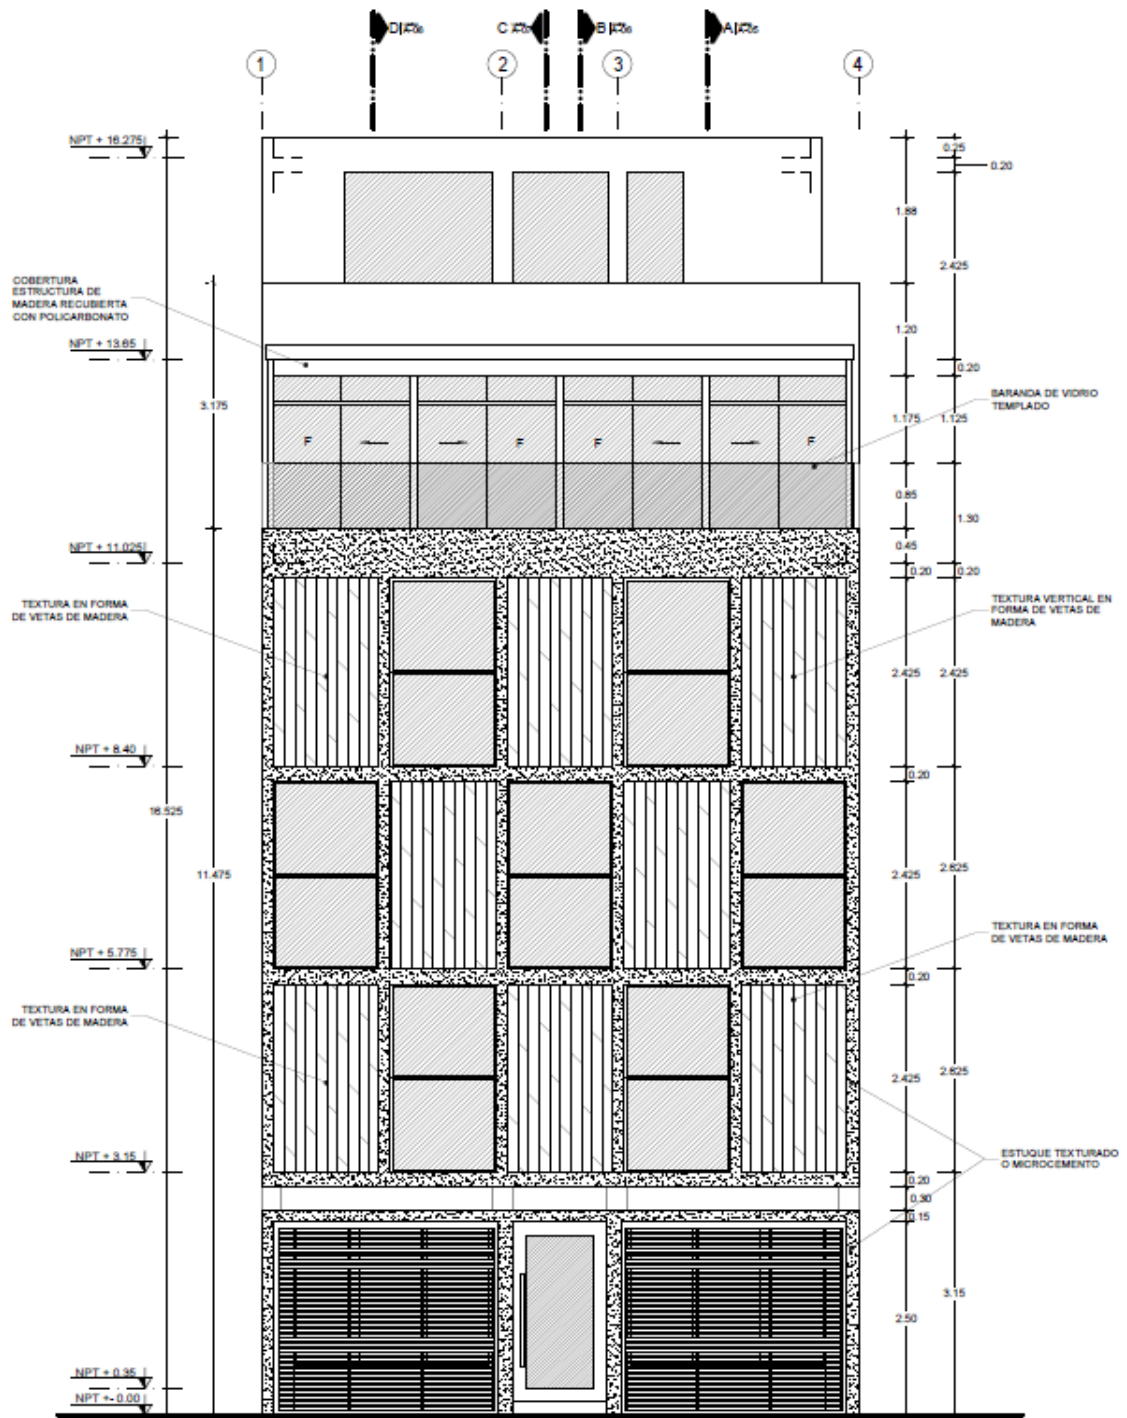 D A-06
C A-06
B A-06
A A-06
1
2
3
4
NPT + 16.275
0.25
0.20
1.88
2.425
COBERTURA
ESTRUCTURA DE
MADERA RECUBIERTA
CON POLICARBONATO
1.20
NPT + 13.65
0.20
3.175
1.175
1.125
BARANDA DE VIDRIO
TEMPLADO
F
F
F
F
0.85
1.30
NPT + 11.025
0.45
0.20
0.20
TEXTURA EN FORMA
DE VETAS DE MADERA
TEXTURA VERTICAL EN
FORMA DE VETAS DE
MADERA
2.425
2.425
NPT + 8.40
0.20
16.525
11.475
2.425
2.625
TEXTURA EN FORMA
DE VETAS DE MADERA
NPT + 5.775
0.20
TEXTURA EN FORMA
DE VETAS DE MADERA
2.425
2.625
NPT + 3.15
ESTUQUE TEXTURADO
O MICROCEMENTO
0.20
0.30
0.15
3.15
2.50
NPT + 0.35
NPT +- 0.00